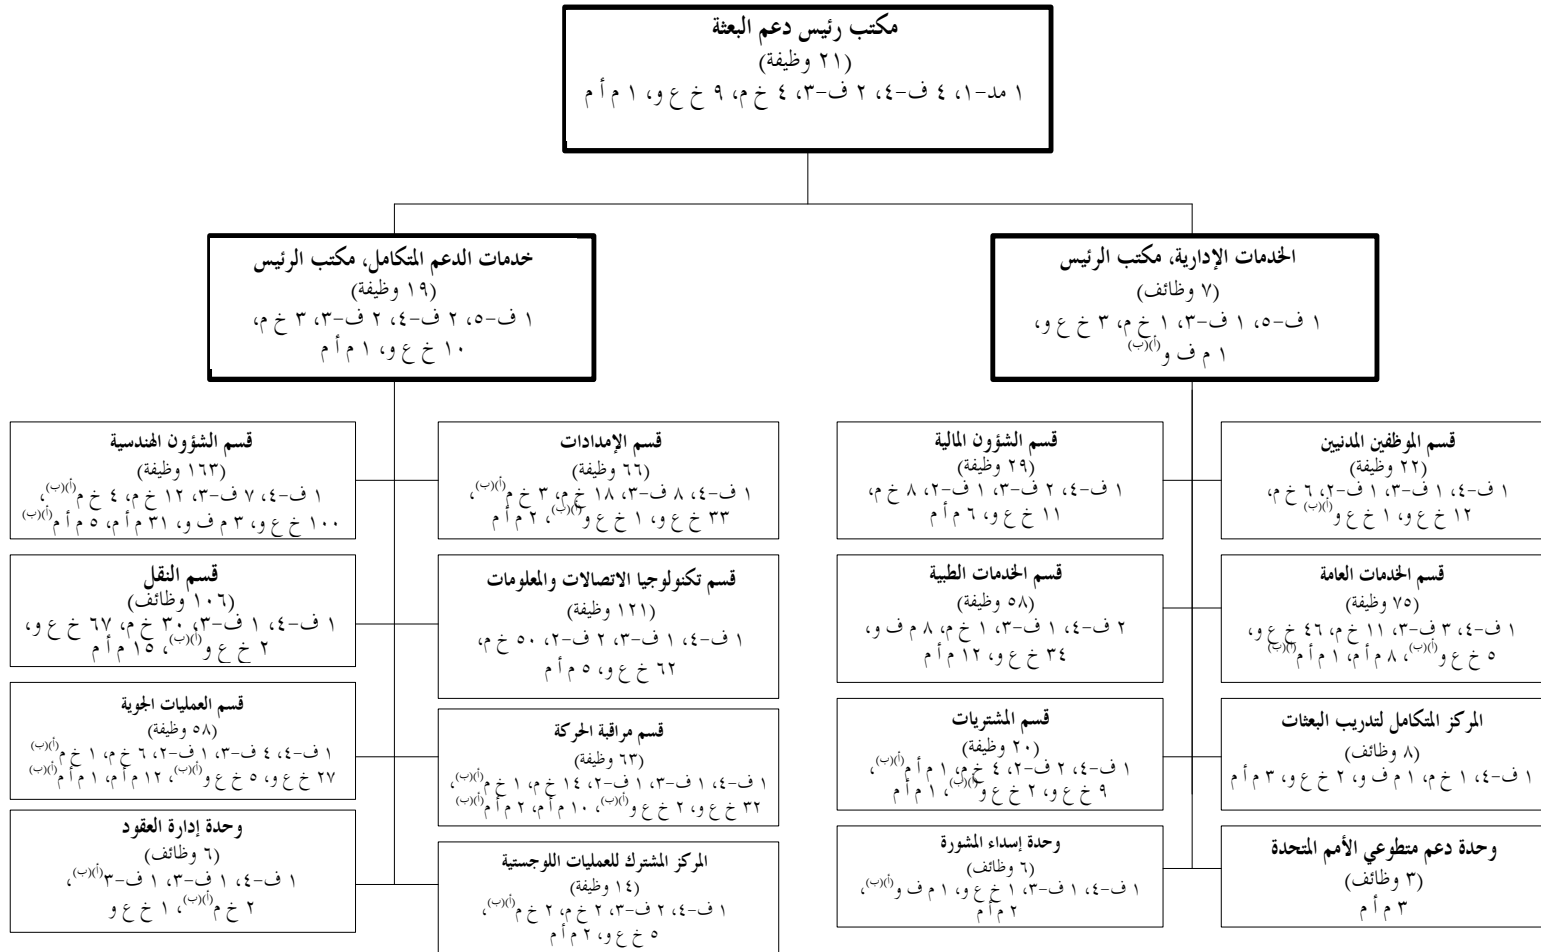 مكتب رئيس دعم البعثة
(٢١ وظيفة)
١ مد-١، ٤ ف-٤، ٢ ف-٣، ٤ خ م، ٩ خ ع و، ١ م أ م
الخدمات الإدارية، مكتب الرئيس
(٧ وظائف)
١ ف-٥، ١ ف-٣، ١ خ م، ٣ خ ع و،
١ م ف و(أ)(ب)
خدمات الدعم المتكامل، مكتب الرئيس
(١٩ وظيفة)
١ ف-٥، ٢ ف-٤، ٢ ف-٣، ٣ خ م،
١٠ خ ع و، ١ م أ م
قسم الموظفين المدنيين
(٢٢ وظيفة)
١ ف-٤، ١ ف-٣، ١ ف-٢، ٦ خ م،
١٢ خ ع و، ١ خ ع و(أ)(ب)
قسم الشؤون المالية
(٢٩ وظيفة)
١ ف-٤، ٢ ف-٣، ١ ف-٢، ٨ خ م،
١١ خ ع و، ٦ م أ م
قسم الإمدادات
(٦٦ وظيفة)
١ ف-٤، ٨ ف-٣، ١٨ خ م، ٣ خ م(أ)(ب)،
٣٣ خ ع و، ١ خ ع و(أ)(ب)، ٢ م أ م
قسم الشؤون الهندسية
(١٦٣ وظيفة)
١ ف-٤، ٧ ف-٣، ١٢ خ م، ٤ خ م(أ)(ب)،
١٠٠ خ ع و، ٣ م ف و، ٣١ م أ م، ٥ م أ م(أ)(ب)
قسم الخدمات العامة
(٧٥ وظيفة)
١ ف-٤، ٣ ف-٣، ١١ خ م، ٤٦ خ ع و،
٥ خ ع و(أ)(ب)، ٨ م أ م، ١ م أ م(أ)(ب)
قسم الخدمات الطبية
(٥٨ وظيفة)
٢ ف-٤، ١ ف-٣، ١ خ م، ٨ م ف و،
٣٤ خ ع و، ١٢ م أ م
قسم تكنولوجيا الاتصالات والمعلومات
(١٢١ وظيفة)
١ ف-٤، ١ ف-٣، ٢ ف-٢، ٥٠ خ م،
٦٢ خ ع و، ٥ م أ م
قسم النقل
(١٠٦ وظائف)
١ ف-٤، ١ ف-٣، ٣٠ خ م، ٦٧ خ ع و،
٢ خ ع و(أ)(ب)، ١٥ م أ م
المركز المتكامل لتدريب البعثات
(٨ وظائف)
١ ف-٤، ١ خ م، ١ م ف و، ٢ خ ع و، ٣ م أ م
قسم المشتريات
(٢٠ وظيفة)
١ ف-٤، ٢ ف-٢، ٤ خ م، ١ م أ م(أ)(ب)،
٩ خ ع و، ٢ خ ع و(أ)(ب)، ١ م أ م
قسم مراقبة الحركة
(٦٣ وظيفة)
١ ف-٤، ١ ف-٣، ١ ف-٢، ١٤ خ م، ١ خ م(أ)(ب)،
٣٢ خ ع و، ٢ خ ع و(أ)(ب)، ١٠ م أ م، ٢ م أ م(أ)(ب)
قسم العمليات الجوية
(٥٨ وظيفة)
١ ف-٤، ٤ ف-٣، ١ ف-٢، ٦ خ م، ١ خ م(أ)(ب)
٢٧ خ ع و، ٥ خ ع و(أ)(ب)، ١٢ م أ م، ١ م أ م(أ)(ب)
وحدة دعم متطوعي الأمم المتحدة
(٣ وظائف)
٣ م أ م
وحدة إسداء المشورة
(٦ وظائف)
١ ف-٤، ١ ف-٣، ١ خ ع و، ١ م ف و(أ)(ب)،
٢ م أ م
المركز المشترك للعمليات اللوجستية
(١٤ وظيفة)
١ ف-٤، ٢ ف-٣، ٢ خ م، ٢ خ م(أ)(ب)،
٥ خ ع و، ٢ م أ م
وحدة إدارة العقود
(٦ وظائف)
١ ف-٤، ١ ف-٣، ١ ف-٣(أ)(ب)،
٢ خ م(أ)(ب)، ١ خ ع و